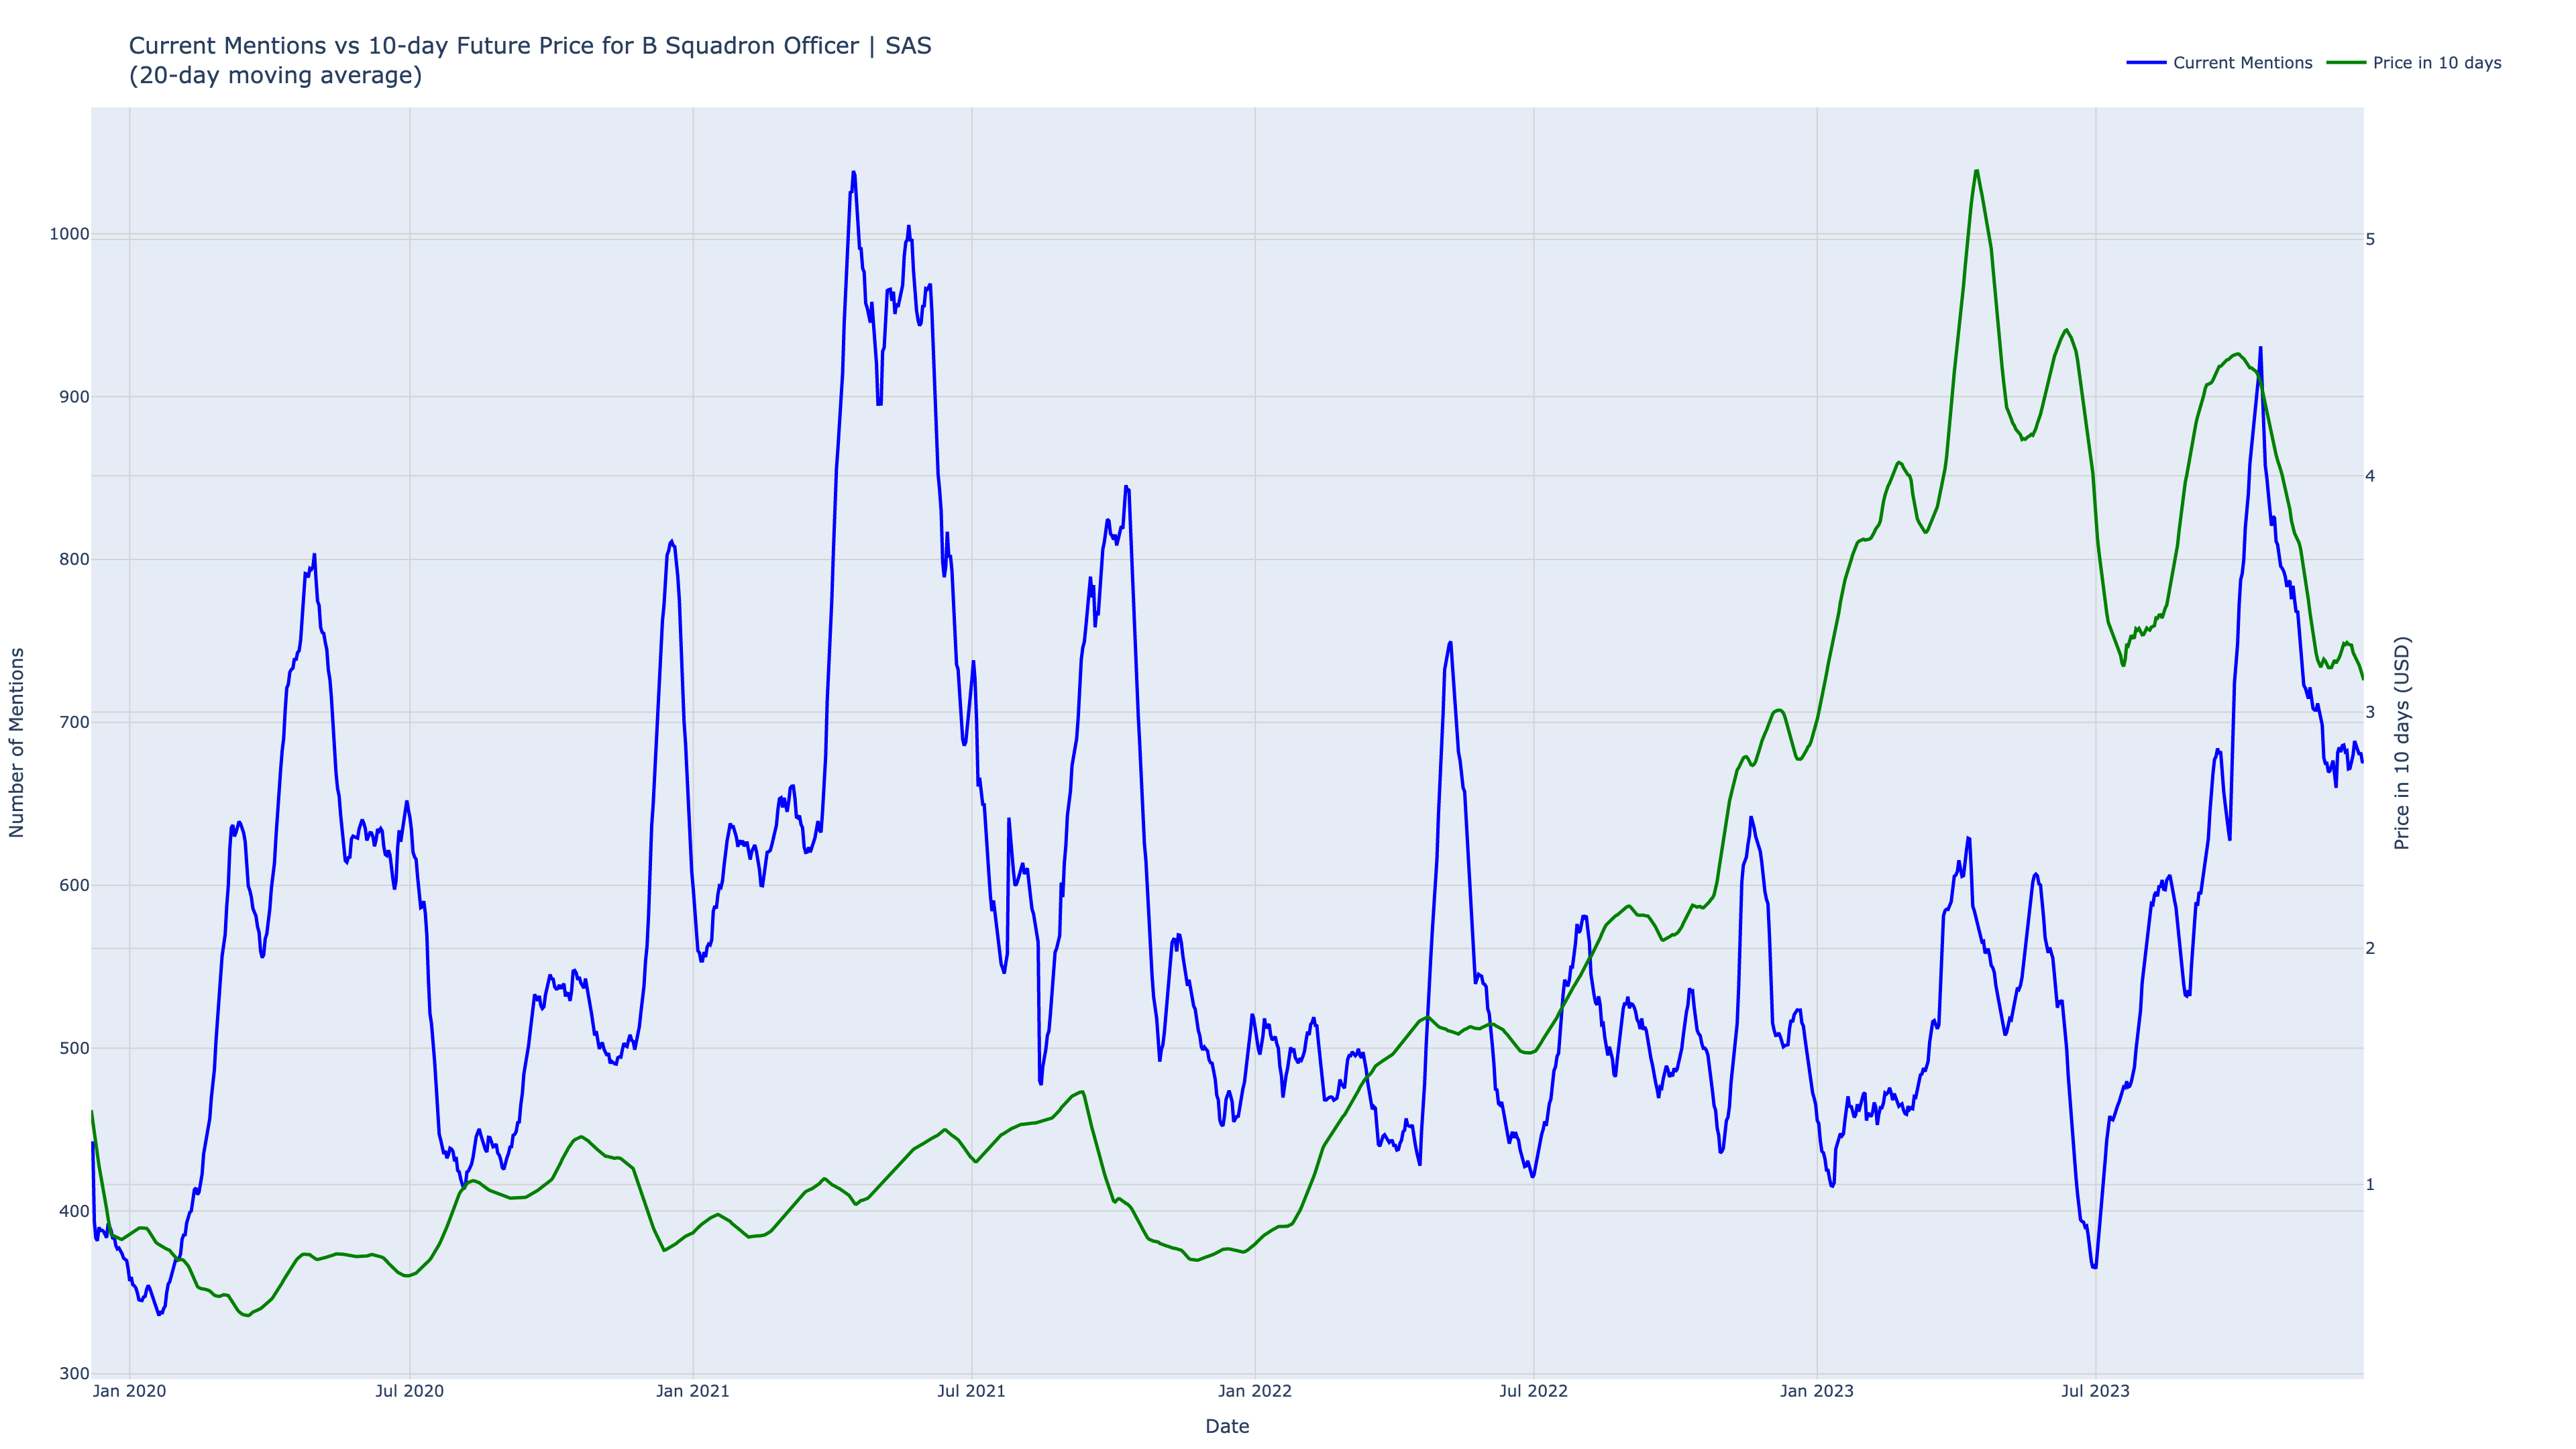 Current Mentions vs 10-day Future Price for B Squadron Officer | SAS
(20-day moving average)
Current Mentions
Price in 10 days
Number of Mentions
1000
900
800
700
600
500
400
300
5
4
3
2
1
Price in 10 days (USD)
Jan 2020
Jul 2020
Jan 2021
Jul 2021
Jan 2022
Jul 2022
Jan 2023
Jul 2023
Date